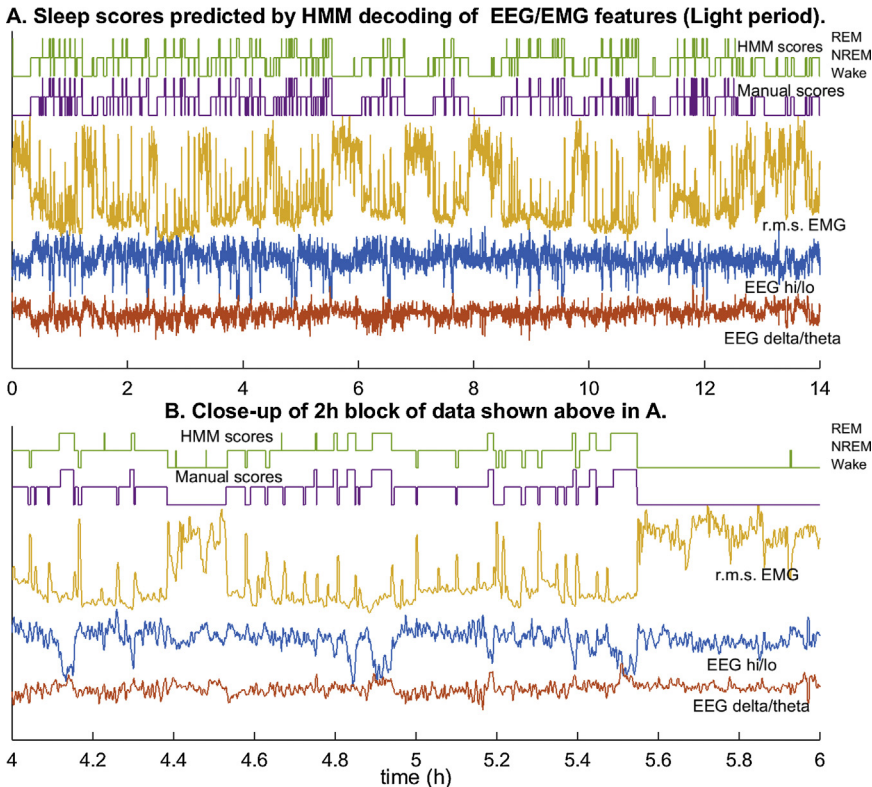 A. Sleep scores predicted by HMM decoding of EEG/EMG features (Light period).
REM
HMM scores
NREM
Wake
Manual scores
r.m.s. EMG
EEG hi/lo
EEG delta/theta
0 2 4 6 8 10 12 14
B. Close-up of 2h block of data shown above in A.
REM
HMM scores
NREM
Wake
Manual scores
r.m.s. EMG
EEG hi/lo
EEG delta/theta
4 4.2 4.4 4.6 4.8 5 5.2 5.4 5.6 5.8 6
time (h)